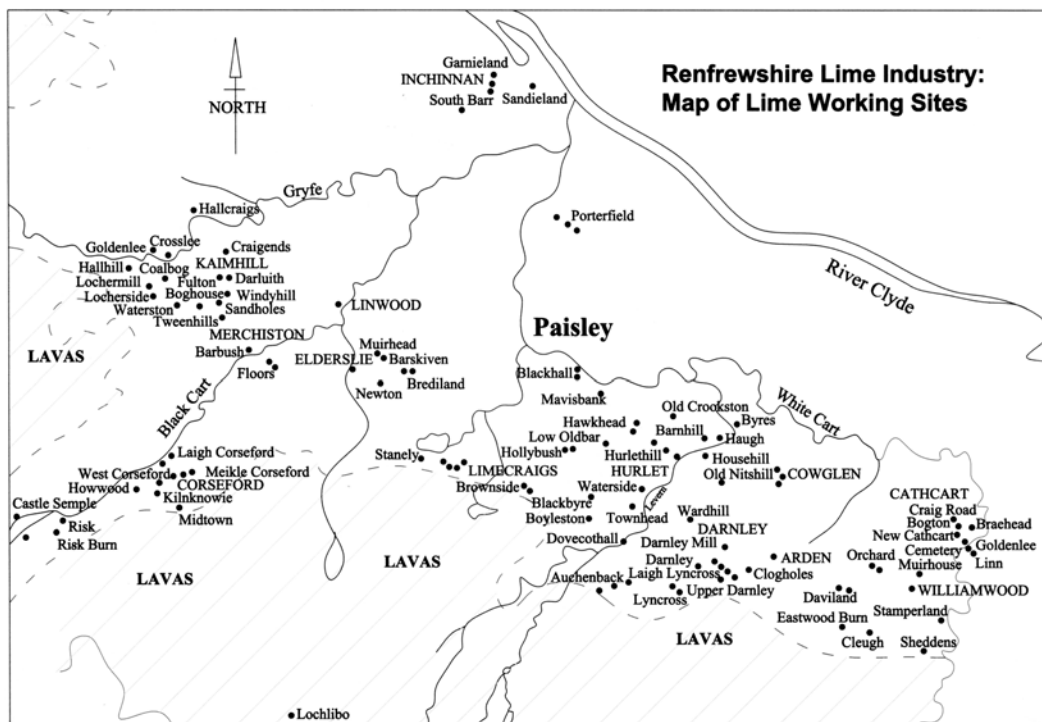 Renfrewshire Lime Industry:
Map of Lime Working Sites
NORTH
Garnieland
INCHINNAN
South Barr
Sandieland
Gryfe
Hallcraigs
Porterfield
River Clyde
Goldenlee
Crosslee
Craigends
Hallhill
Coalbog
KAIMHILL
Lochermill
Fulton
Darluith
Locherside
Boghouse
Windyhill
Waterston
Sandholes
Tweenhills
LINWOOD
MERCHISTON
Paisley
LAVAS
Barbush
Floors
ELDERSLIE
Muirhead
Barskiven
Brediland
Newton
Blackhall
Mavisbank
Black Cart
White Cart
Old Crookston
Byres
Hawkhead
Barnhill
Haugh
Low Oldbar
Hollybush
Hurlethill
HURLET
Househill
Old Nitshill
COWGLEN
Stanely
LIMECRAIGS
Laigh Corseford
West Corseford
Meikle Corseford
CORSEFORD
Howwood
Kilnknowie
Castle Semple
Midtown
Risk
Risk Burn
Brownside
Blackbyre
Waterside
Levern
Boyleston
Townhead
Wardhill
DARNLEY
Dovecothall
Darnley Mill
CATHCART
Craig Road
Bogton
Braehead
New Cathcart
Cemetery
Goldenlee
Linn
ARDEN
Orchard
Muirhouse
Darnley
Clogholes
Auchenback
Laigh Lyncross
Lyncross
Upper Darnley
Daviland
WILLIAMWOOD
Eastwood Burn
Stamperland
Cleugh
Sheddens
LAVAS
LAVAS
LAVAS
Lochlibo